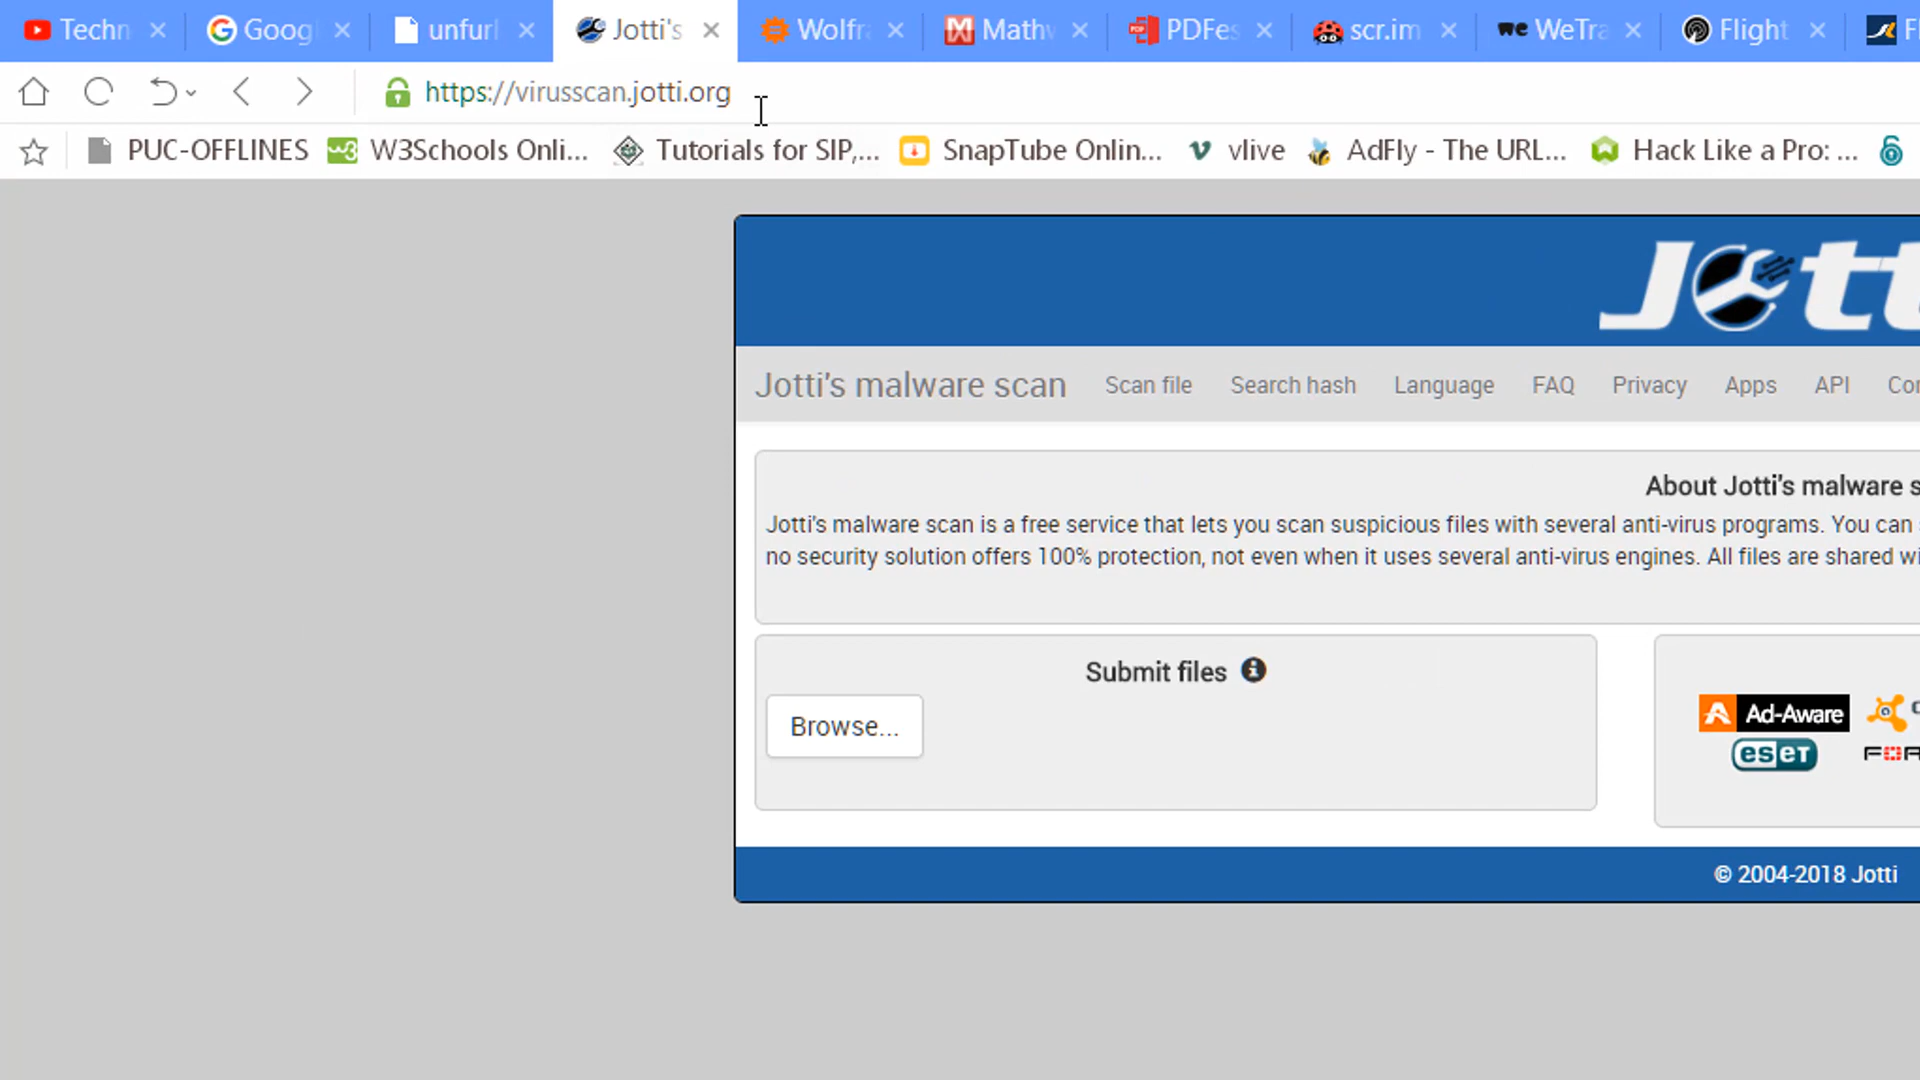 Techn
Googl
unfurl
Jotti's
Wolfra
Mathw
PDFes
scr.im
WeTra
Flight
https://virusscan.jotti.org
PUC-OFFLINES
W3Schools Onli...
Tutorials for SIP,...
SnapTube Onlin...
vlive
AdFly - The URL...
Hack Like a Pro: ...
Jott
Jotti's malware scan
Scan file
Search hash
Language
FAQ
Privacy
Apps
API
About Jotti's malware s
Jotti's malware scan is a free service that lets you scan suspicious files with several anti-virus programs. You can
no security solution offers 100% protection, not even when it uses several anti-virus engines. All files are shared wi
Submit files
Browse...
Ad-Aware
eseT
© 2004-2018 Jotti